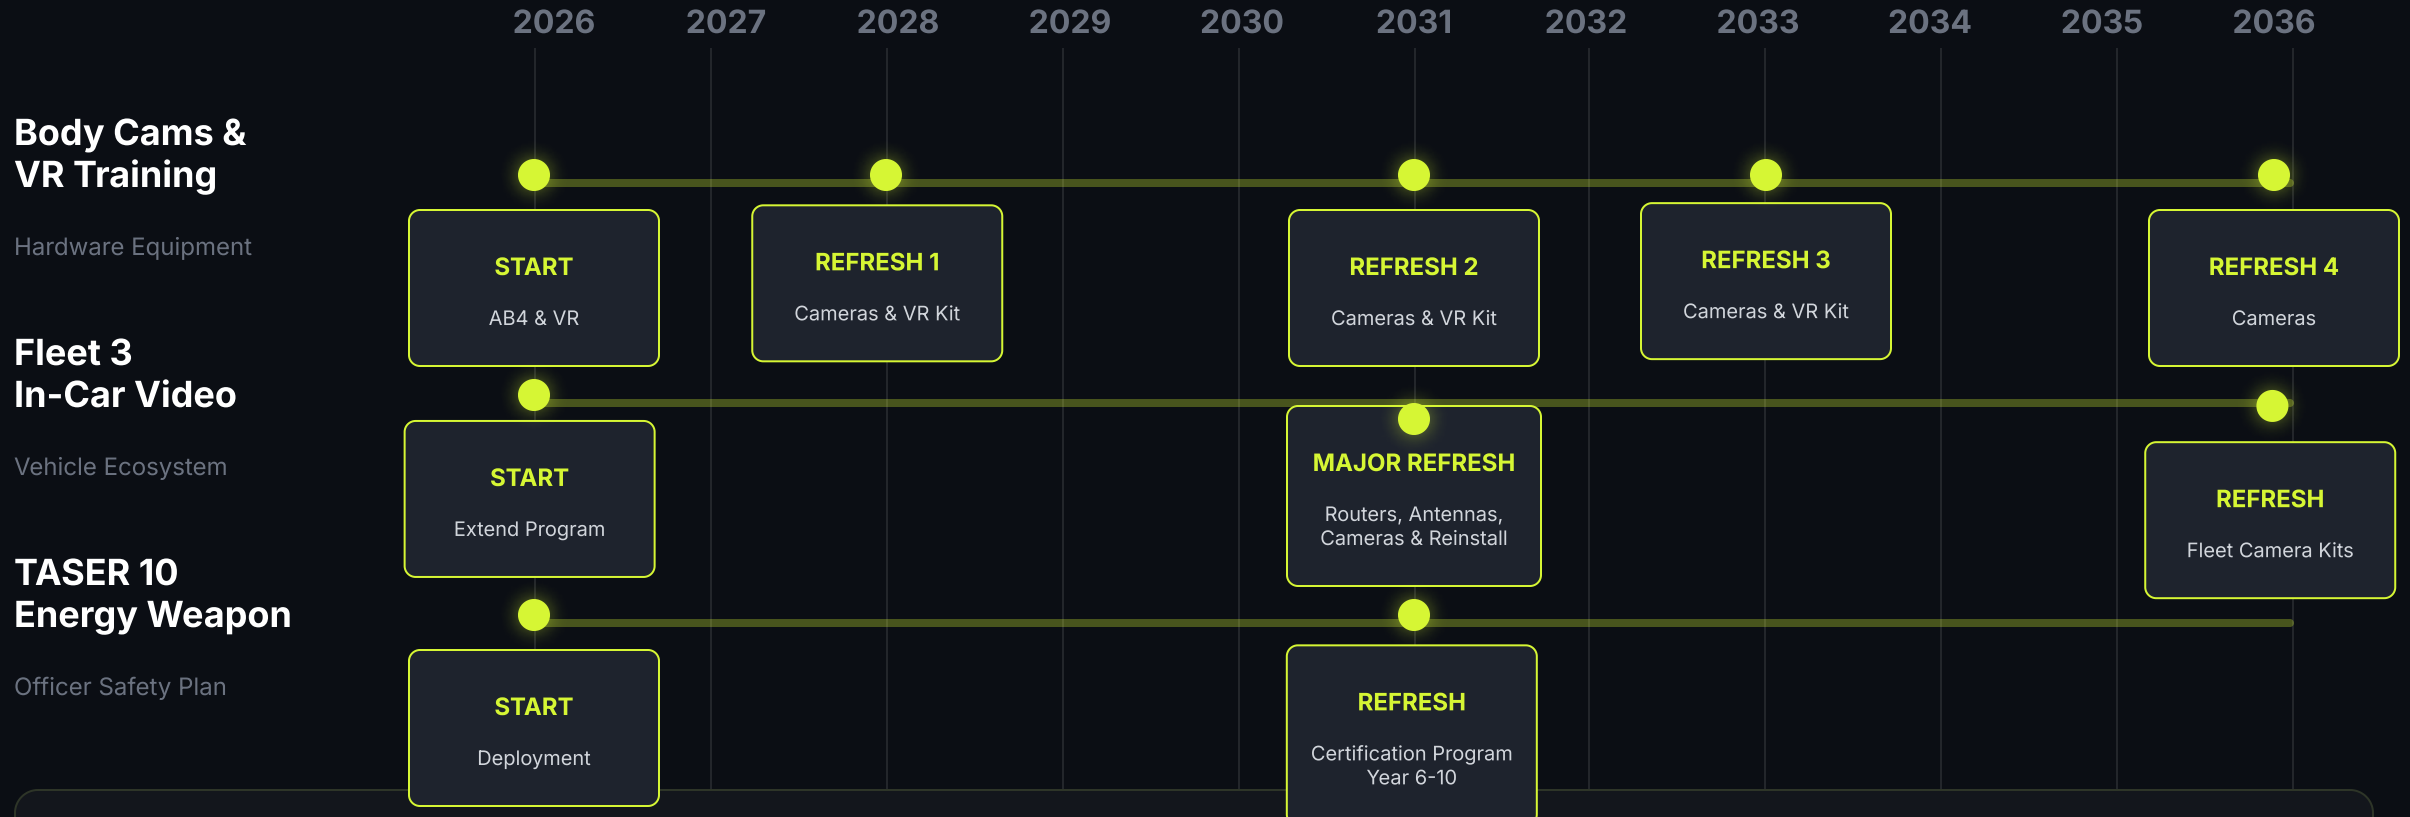 2026 2027 2028 2029 2030 2031 2032 2033 2034 2035 2036
Body Cams &
VR Training
Hardware Equipment
START
AB4 & VR
REFRESH 1
Cameras & VR Kit
REFRESH 2
Cameras & VR Kit
REFRESH 3
Cameras & VR Kit
REFRESH 4
Cameras
Fleet 3
In-Car Video
Vehicle Ecosystem
START
Extend Program
MAJOR REFRESH
Routers, Antennas,
Cameras & Reinstall
REFRESH
Fleet Camera Kits
TASER 10
Energy Weapon
Officer Safety Plan
START
Deployment
REFRESH
Certification Program
Year 6-10